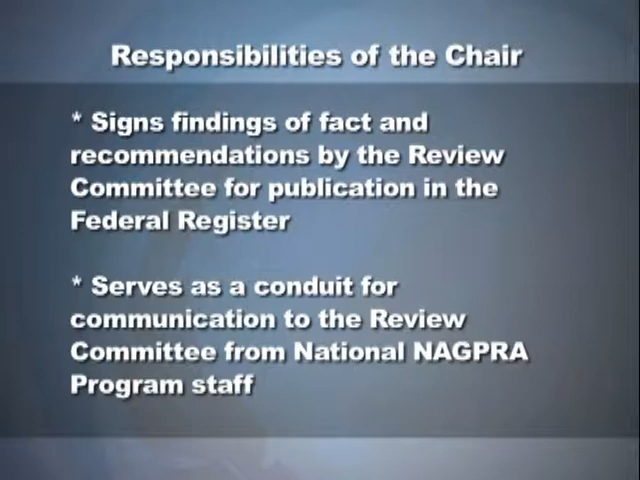 Responsibilities of the Chair
* Signs findings of fact and
recommendations by the Review
Committee for publication in the
Federal Register
* Serves as a conduit for
communication to the Review
Committee from National NAGPRA
Program staff